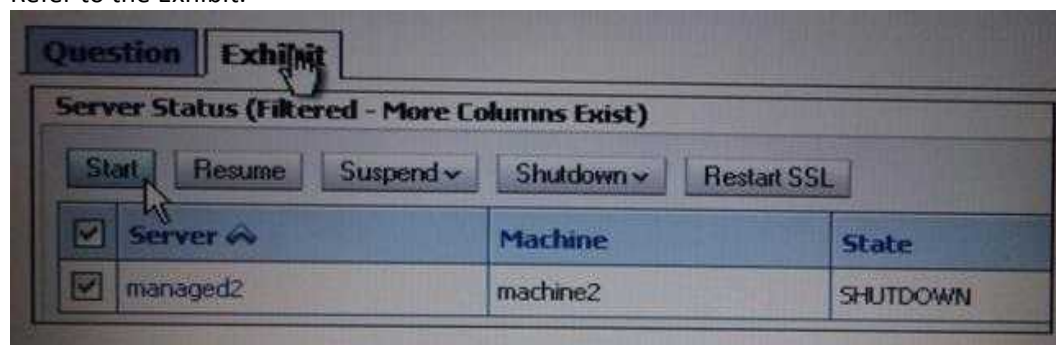 Refer to the Exhibit.
Question Exhibit
Server Status (Filtered - More Columns Exist)
Start Resume Suspend Shutdown Restart SSL
Server Machine State
managed2 machine2 SHUTDOWN